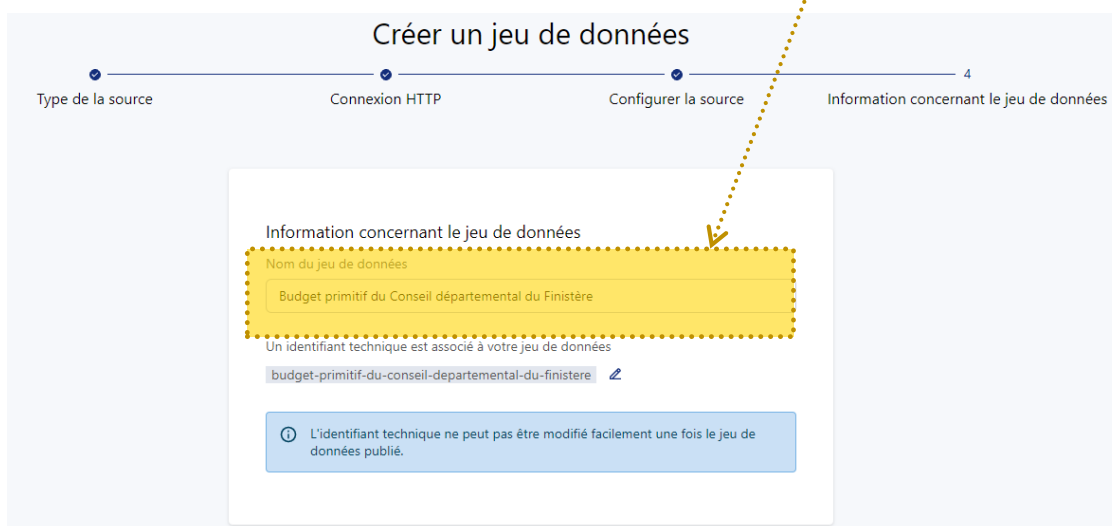 Créer un jeu de données
4
Type de la source
Connexion HTTP
Configurer la source
Information concernant le jeu de données
Information concernant le jeu de données
Nom du jeu de données
Budget primitif du Conseil départemental du Finistère
Un identifiant technique est associé à votre jeu de données
budget-primitif-du-conseil-departemental-du-finistere
L'identifiant technique ne peut pas être modifié facilement une fois le jeu de
données publié.